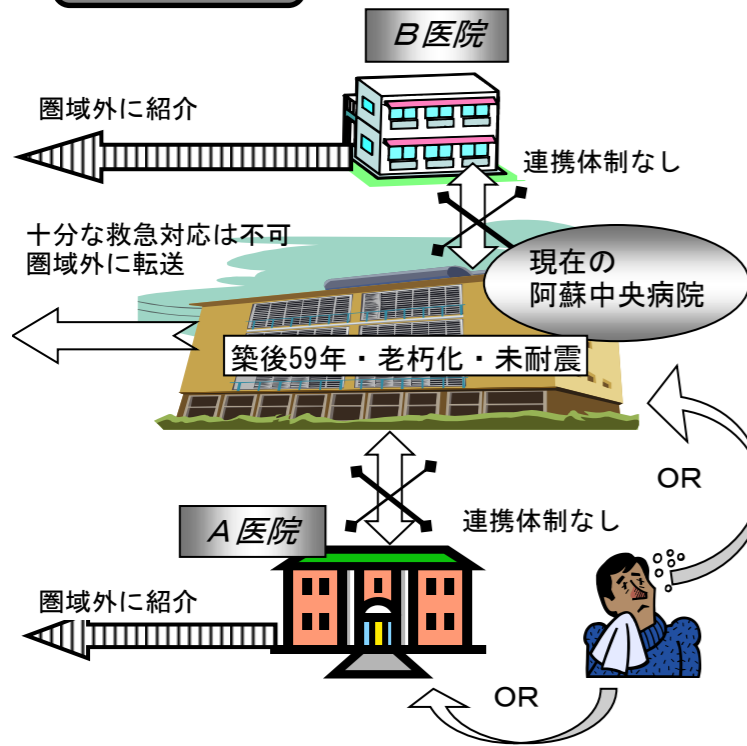 B医院
圏域外に紹介
連携体制なし
十分な救急対応は不可
圏域外に転送
現在の
阿蘇中央病院
築後59年・老朽化・未耐震
OR
A医院
連携体制なし
圏域外に紹介
OR